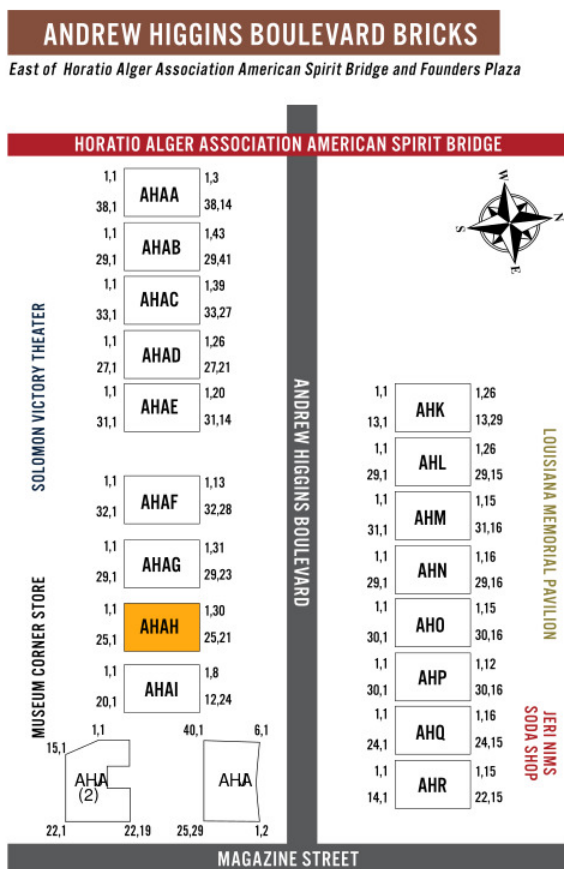 ANDREW HIGGINS BOULEVARD BRICKS
East of Horatio Alger Association American Spirit Bridge and Founders Plaza
HORATIO ALGER ASSOCIATION AMERICAN SPIRIT BRIDGE
W
N
S
E
1,1 AHAA 1,3
38,1 38,14
1,1 AHAB 1,43
29,1 29,41
1,1 AHAC 1,39
33,1 33,27
1,1 AHAD 1,26
27,1 27,21
1,1 AHAE 1,20
31,1 31,14
SOLOMON VICTORY THEATER
1,1 AHAF 1,13
32,1 32,28
1,1 AHAG 1,31
29,1 29,23
1,1 AHAH 1,30
25,1 25,21
1,1 AHAI 1,8
20,1 12,24
MUSEUM CORNER STORE
1,1
15,1
AHA
(2)
22,1 22,19
40,1 6,1
AHA
25,29 1,2
ANDREW HIGGINS BOULEVARD
1,1 AHK 1,26
13,1 13,29
1,1 AHL 1,26
29,1 29,15
1,1 AHM 1,15
31,1 31,16
1,1 AHN 1,16
29,1 29,16
1,1 AHO 1,15
30,1 30,16
1,1 AHP 1,12
30,1 30,16
1,1 AHQ 1,16
24,1 24,15
1,1 AHR 1,15
14,1 22,15
LOUISIANA MEMORIAL PAVILION
JERI NIMS
SODA SHOP
MAGAZINE STREET